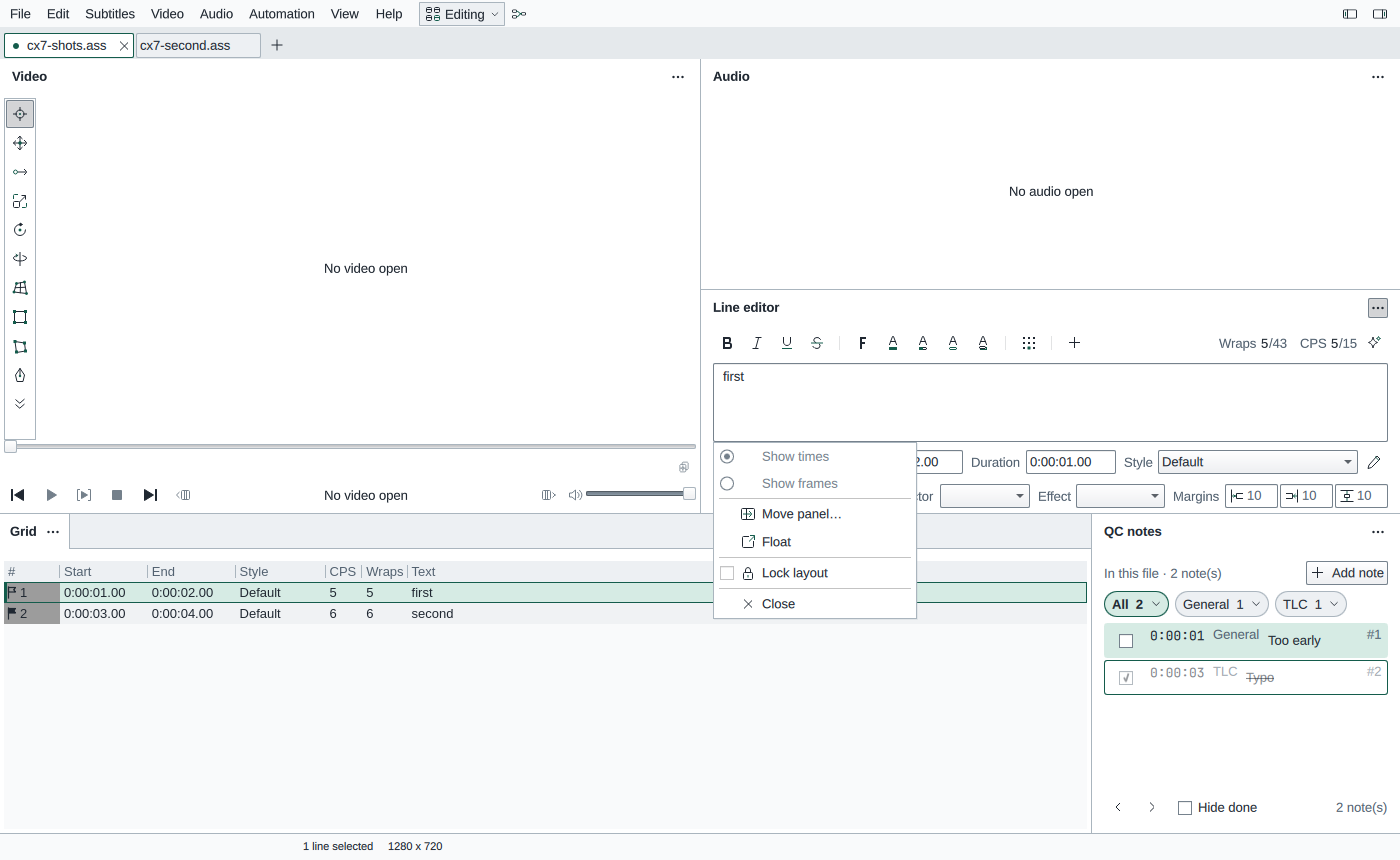 File Edit Subtitles Video Audio Automation View Help Editing
cx7-shots.ass cx7-second.ass
Video
No video open
No video open
Audio
No audio open
Line editor
B I U S F A A A A Wraps 5/43 CPS 5/15
first
2.00 Duration 0:00:01.00 Style Default
tor Effect Margins 10 10 10
Show times
Show frames
Move panel…
Float
Lock layout
Close
Grid
# Start End Style CPS Wraps Text
1 0:00:01.00 0:00:02.00 Default 5 5 first
2 0:00:03.00 0:00:04.00 Default 6 6 second
QC notes
In this file · 2 note(s) Add note
All 2 General 1 TLC 1
0:00:01 General Too early #1
0:00:03 TLC Typo #2
Hide done 2 note(s)
1 line selected 1280 x 720